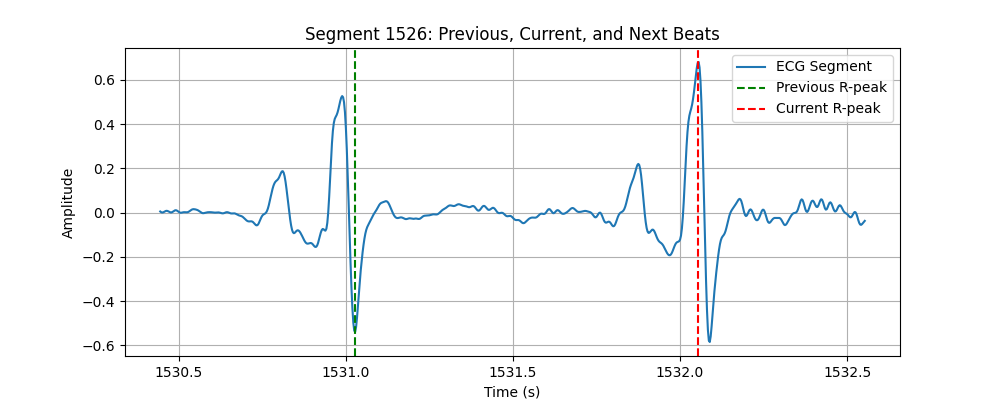 Segment 1526: Previous, Current, and Next Beats
ECG Segment
Previous R-peak
Current R-peak
Amplitude
0.6
0.4
0.2
0.0
−0.2
−0.4
−0.6
1530.5 1531.0 1531.5 1532.0 1532.5
Time (s)